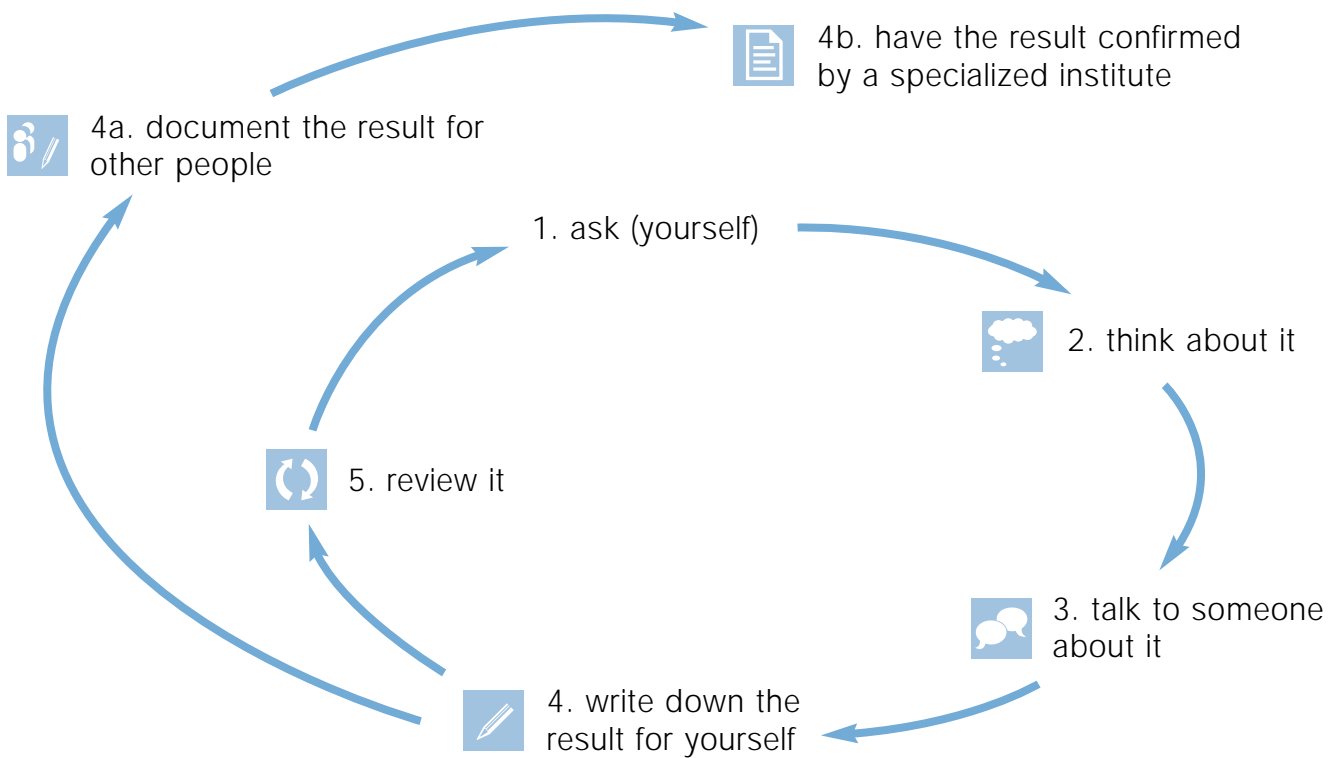 4b. have the result confirmed
by a specialized institute
4a. document the result for
other people
1. ask (yourself)
2. think about it
5. review it
3. talk to someone
about it
4. write down the
result for yourself